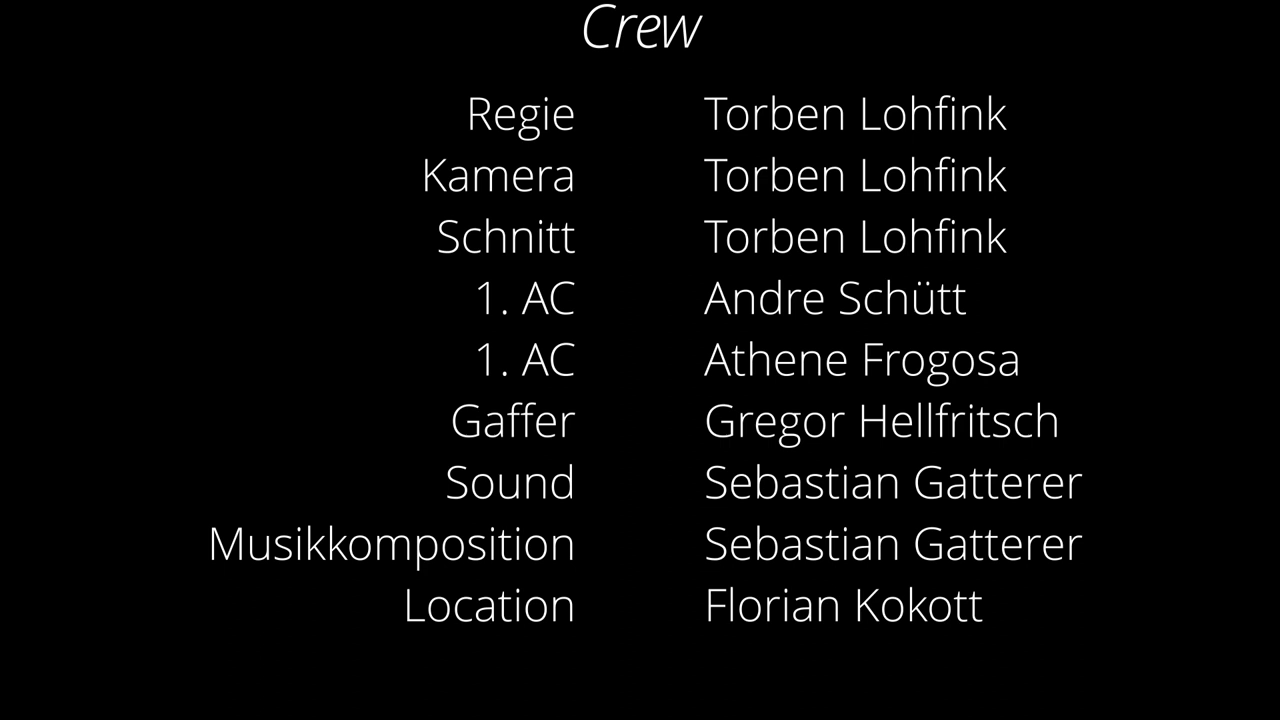 Crew
Regie Torben Lohfink
Kamera Torben Lohfink
Schnitt Torben Lohfink
1. AC Andre Schütt
1. AC Athene Frogosa
Gaffer Gregor Hellfritsch
Sound Sebastian Gatterer
Musikkomposition Sebastian Gatterer
Location Florian Kokott